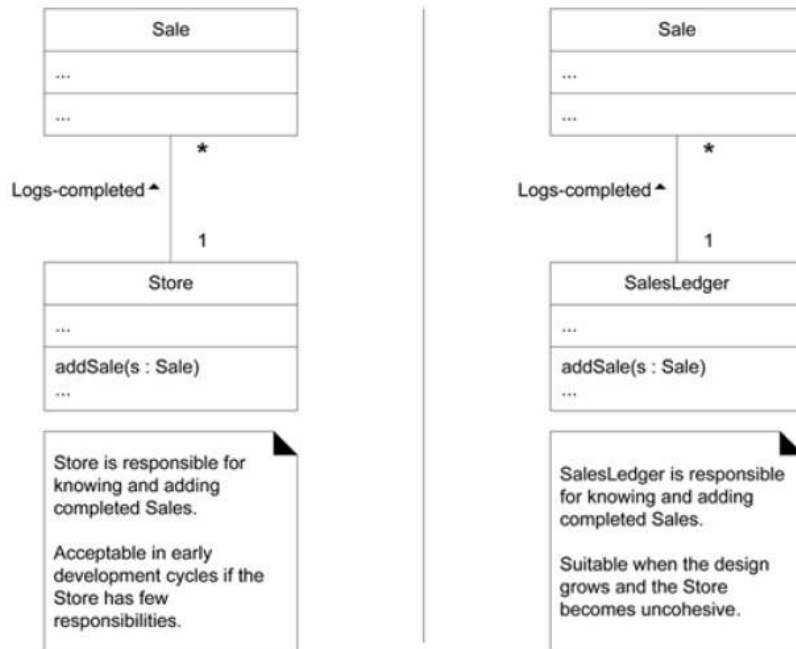 Sale
...
...
*
Logs-completed
1
Store
...
addSale(s : Sale)
...
Store is responsible for
knowing and adding
completed Sales.
Acceptable in early
development cycles if the
Store has few
responsibilities.
Sale
...
...
*
Logs-completed
1
SalesLedger
...
addSale(s : Sale)
...
SalesLedger is responsible
for knowing and adding
completed Sales.
Suitable when the design
grows and the Store
becomes uncohesive.